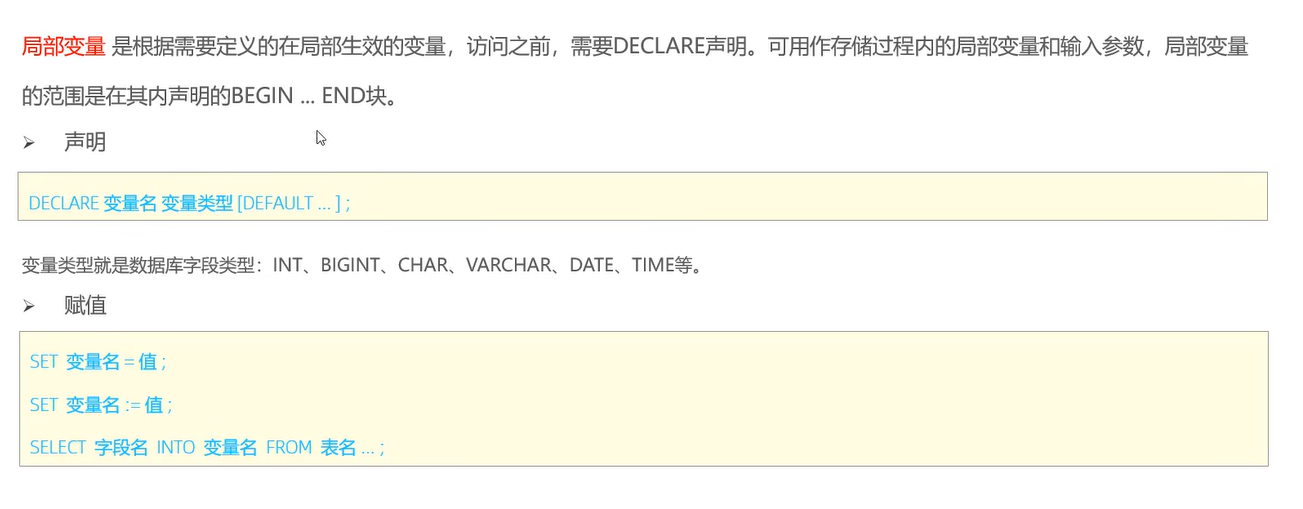 局部变量 是根据需要定义的在局部生效的变量，访问之前，需要DECLARE声明。可用作存储过程内的局部变量和输入参数，局部变量
的范围是在其内声明的BEGIN ... END块。
➢ 声明
DECLARE 变量名 变量类型 [DEFAULT ... ] ;
变量类型就是数据库字段类型：INT、BIGINT、CHAR、VARCHAR、DATE、TIME等。
➢ 赋值
SET 变量名 = 值 ;
SET 变量名 := 值 ;
SELECT 字段名 INTO 变量名 FROM 表名 ... ;